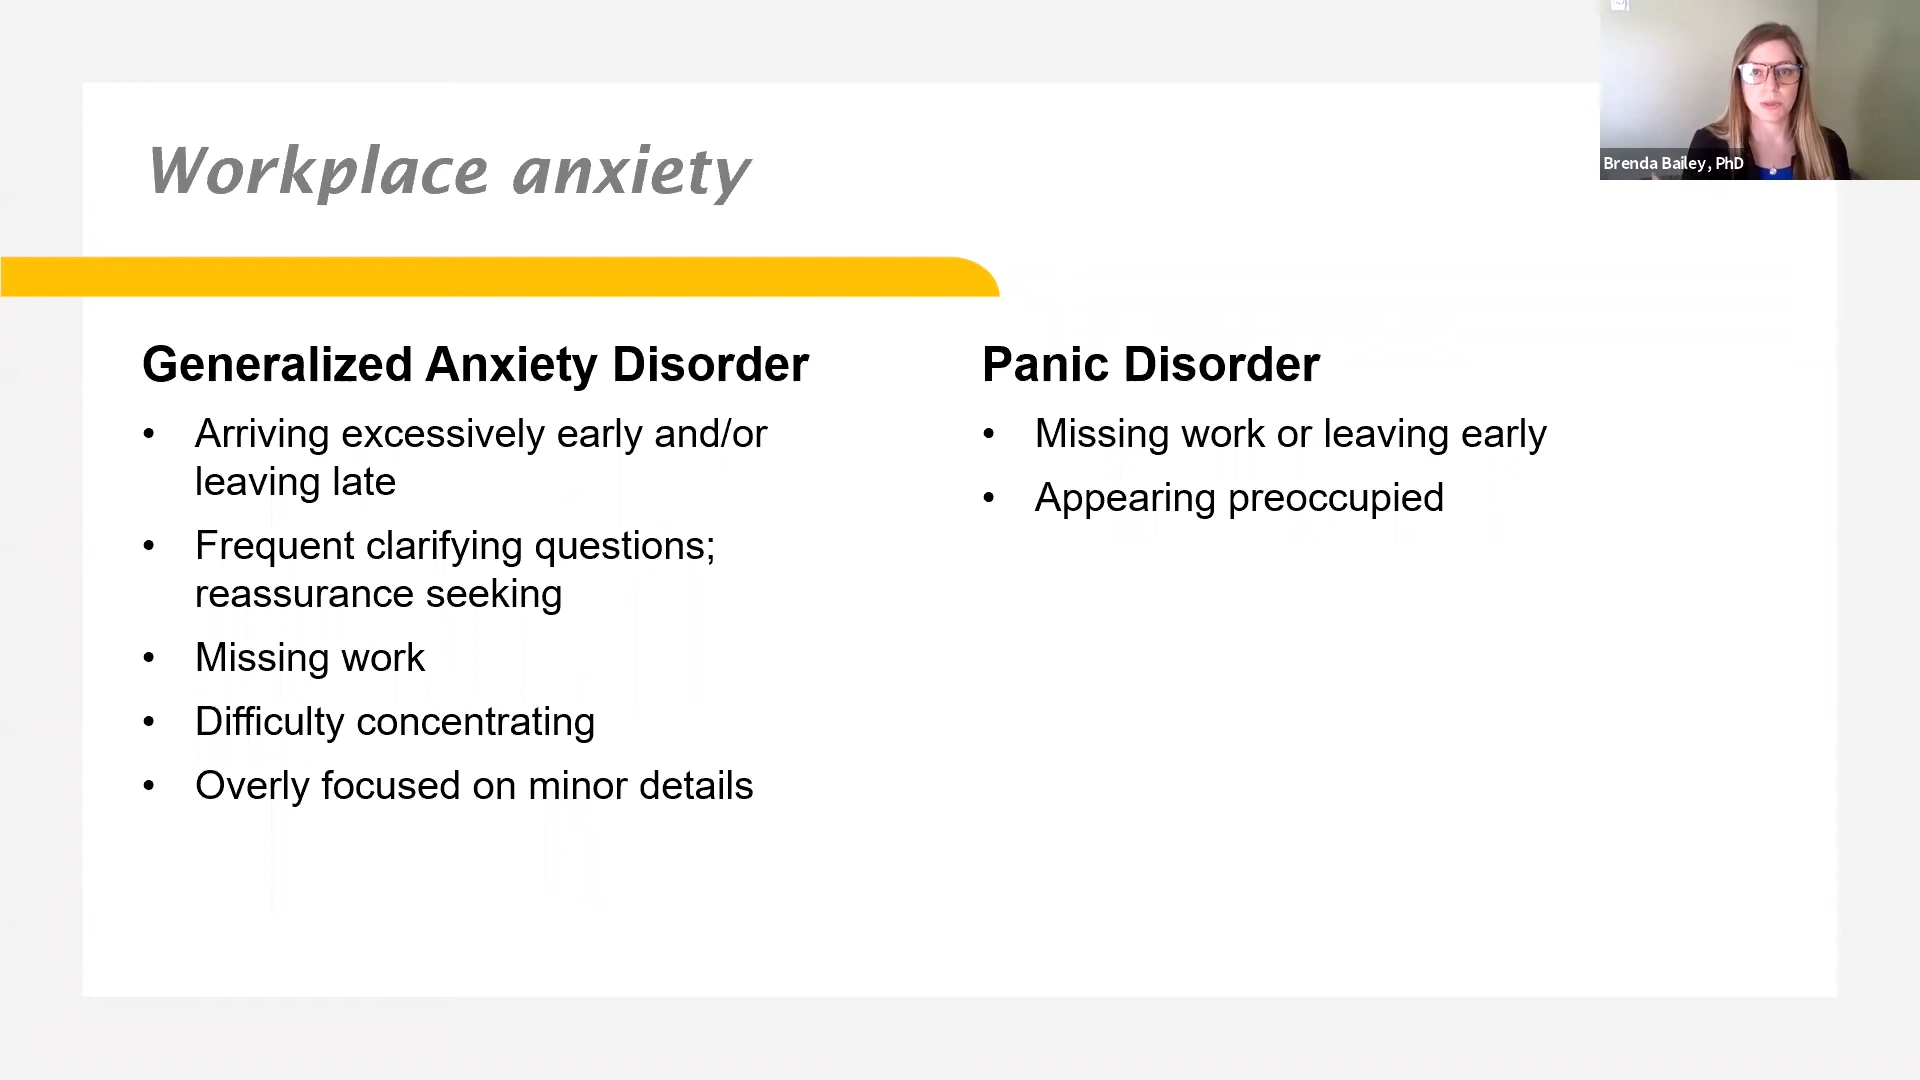 Workplace anxiety
Brenda Bailey, PhD
Generalized Anxiety Disorder
• Arriving excessively early and/or
leaving late
• Frequent clarifying questions;
reassurance seeking
• Missing work
• Difficulty concentrating
• Overly focused on minor details
Panic Disorder
• Missing work or leaving early
• Appearing preoccupied